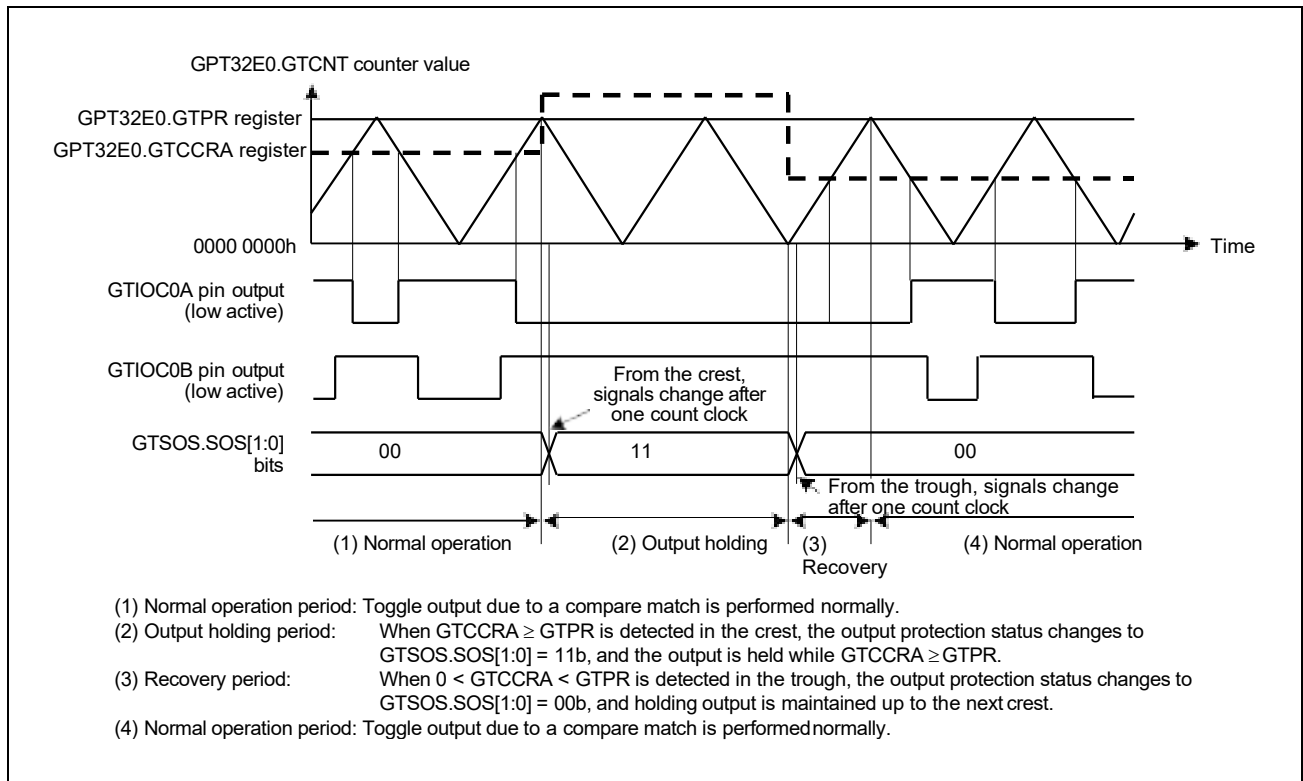 GPT32E0.GTCNT counter value
GPT32E0.GTPR register
GPT32E0.GTCCRA register
0000 0000h
Time
GTIOC0A pin output
(low active)
GTIOC0B pin output
(low active)
From the crest,
signals change after
one count clock
GTSOS.SOS[1:0]
bits
00
11
00
From the trough, signals change
after one count clock
(1) Normal operation
(2) Output holding
(3)
Recovery
(4) Normal operation
(1) Normal operation period: Toggle output due to a compare match is performed normally.
(2) Output holding period: When GTCCRA ≥ GTPR is detected in the crest, the output protection status changes to
GTSOS.SOS[1:0] = 11b, and the output is held while GTCCRA ≥GTPR.
(3) Recovery period: When 0 < GTCCRA < GTPR is detected in the trough, the output protection status changes to
GTSOS.SOS[1:0] = 00b, and holding output is maintained up to the next crest.
(4) Normal operation period: Toggle output due to a compare match is performednormally.